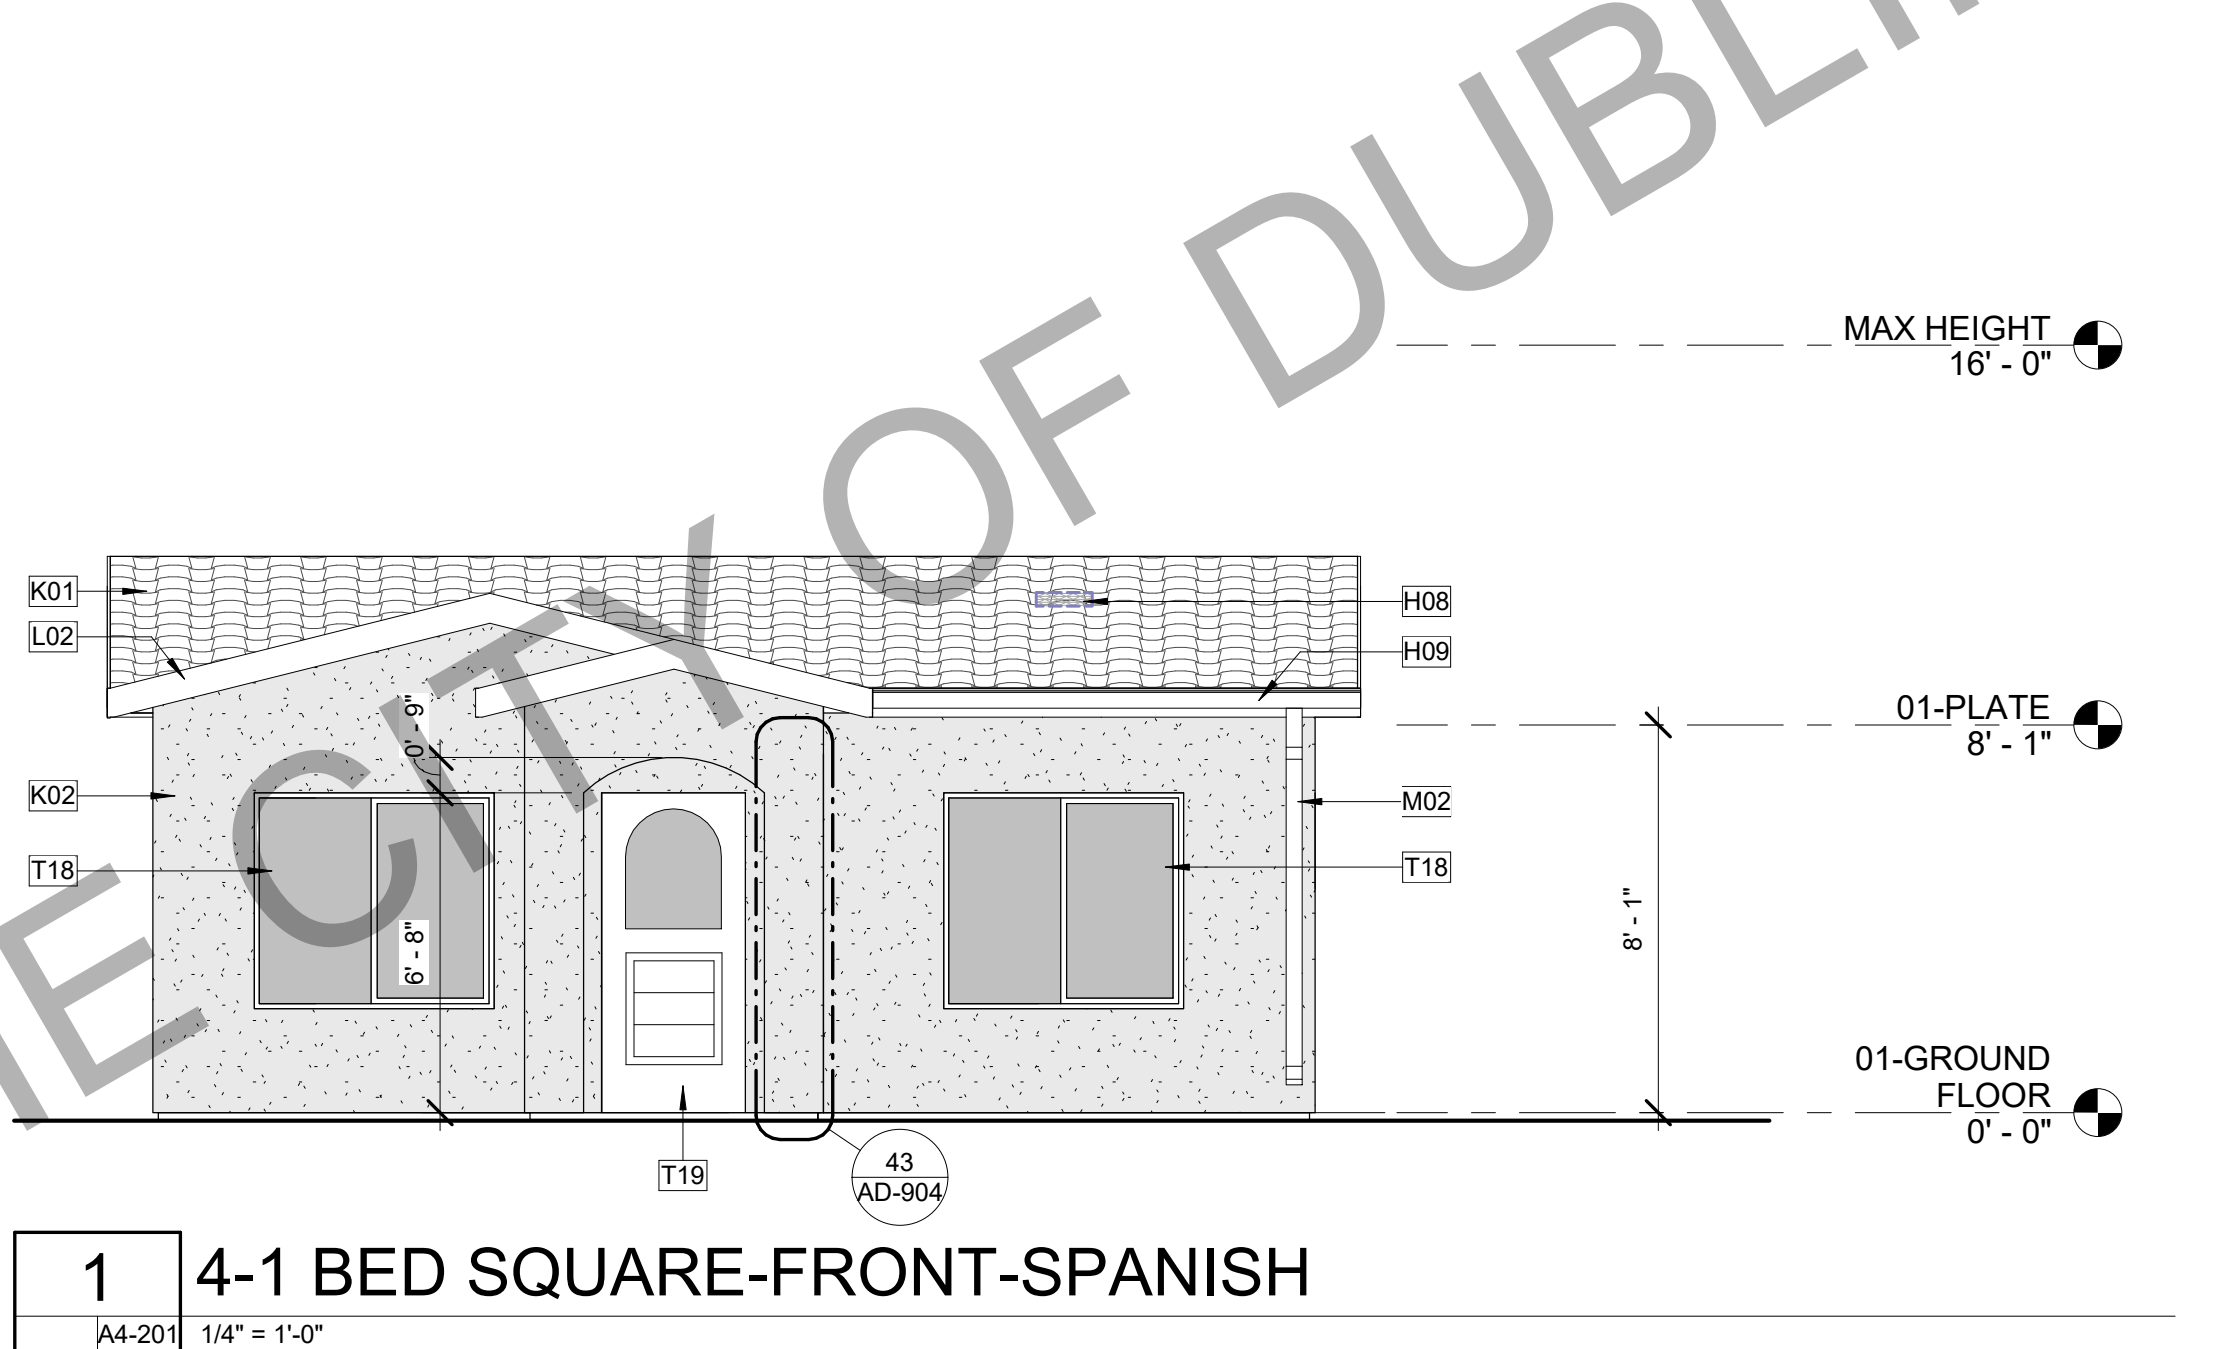 THE CITY OF DUBLIN
MAX HEIGHT
16' - 0"
K01
L02
H08
H09
0' - 9"
01-PLATE
8' - 1"
K02
M02
T18
T18
6' - 8"
8' - 1"
01-GROUND
FLOOR
0' - 0"
T19
43
AD-904
1
4-1 BED SQUARE-FRONT-SPANISH
A4-201
1/4" = 1'-0"